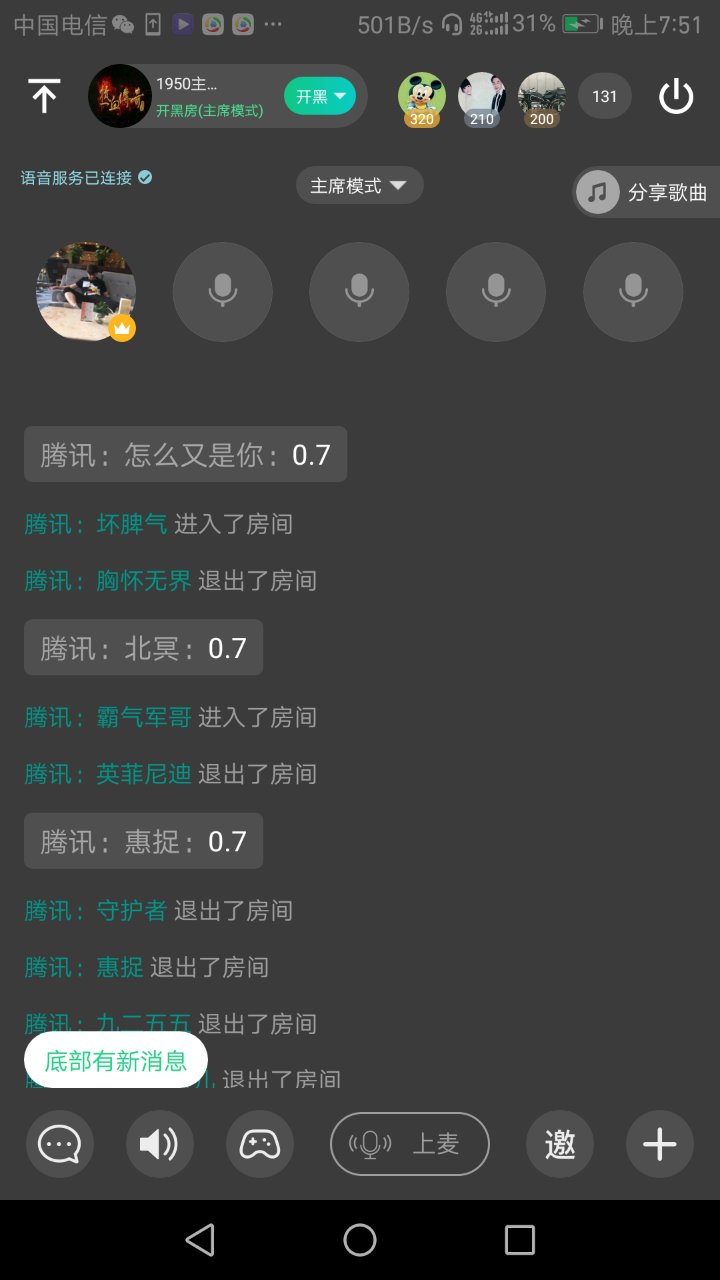 中国电信 501B/s 4G 2G 31% 晚上7:51
1950主...
开黑房(主席模式)
开黑
320 210 200 131
语音服务已连接
主席模式
分享歌曲
腾讯：怎么又是你：0.7
腾讯：坏脾气 进入了房间
腾讯：胸怀无界 退出了房间
腾讯：北冥：0.7
腾讯：霸气军哥 进入了房间
腾讯：英菲尼迪 退出了房间
腾讯：惠捉：0.7
腾讯：守护者 退出了房间
腾讯：惠捉 退出了房间
腾讯：九二五五 退出了房间
底部有新消息
退出了房间
上麦
邀